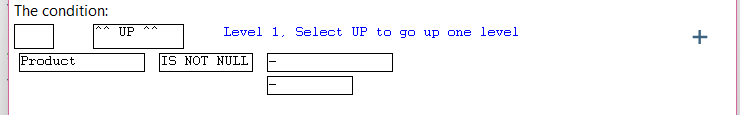 The condition:
^^ UP ^^ Level 1, Select UP to go up one level
Product IS NOT NULL –
–